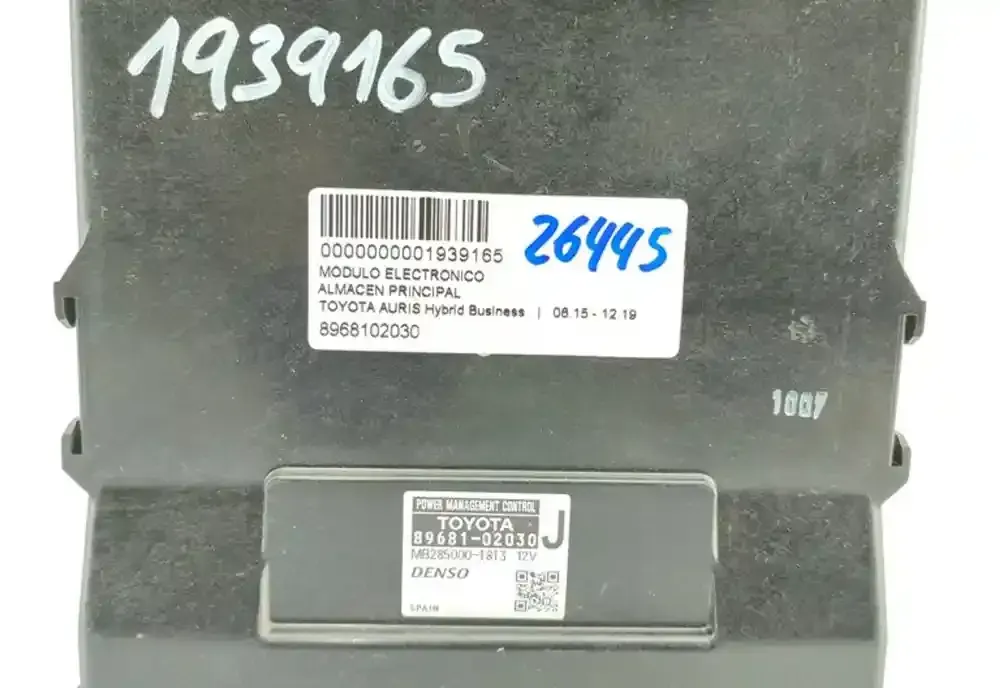 1939165
0000000001939165
26445
MODULO ELECTRONICO
ALMACEN PRINCIPAL
TOYOTA AURIS Hybrid Business | 06.15 - 12.19
8968102030
1007
POWER MANAGEMENT CONTROL
TOYOTA J
89681-02030
MB285000-1813 12V
DENSO
SPAIN